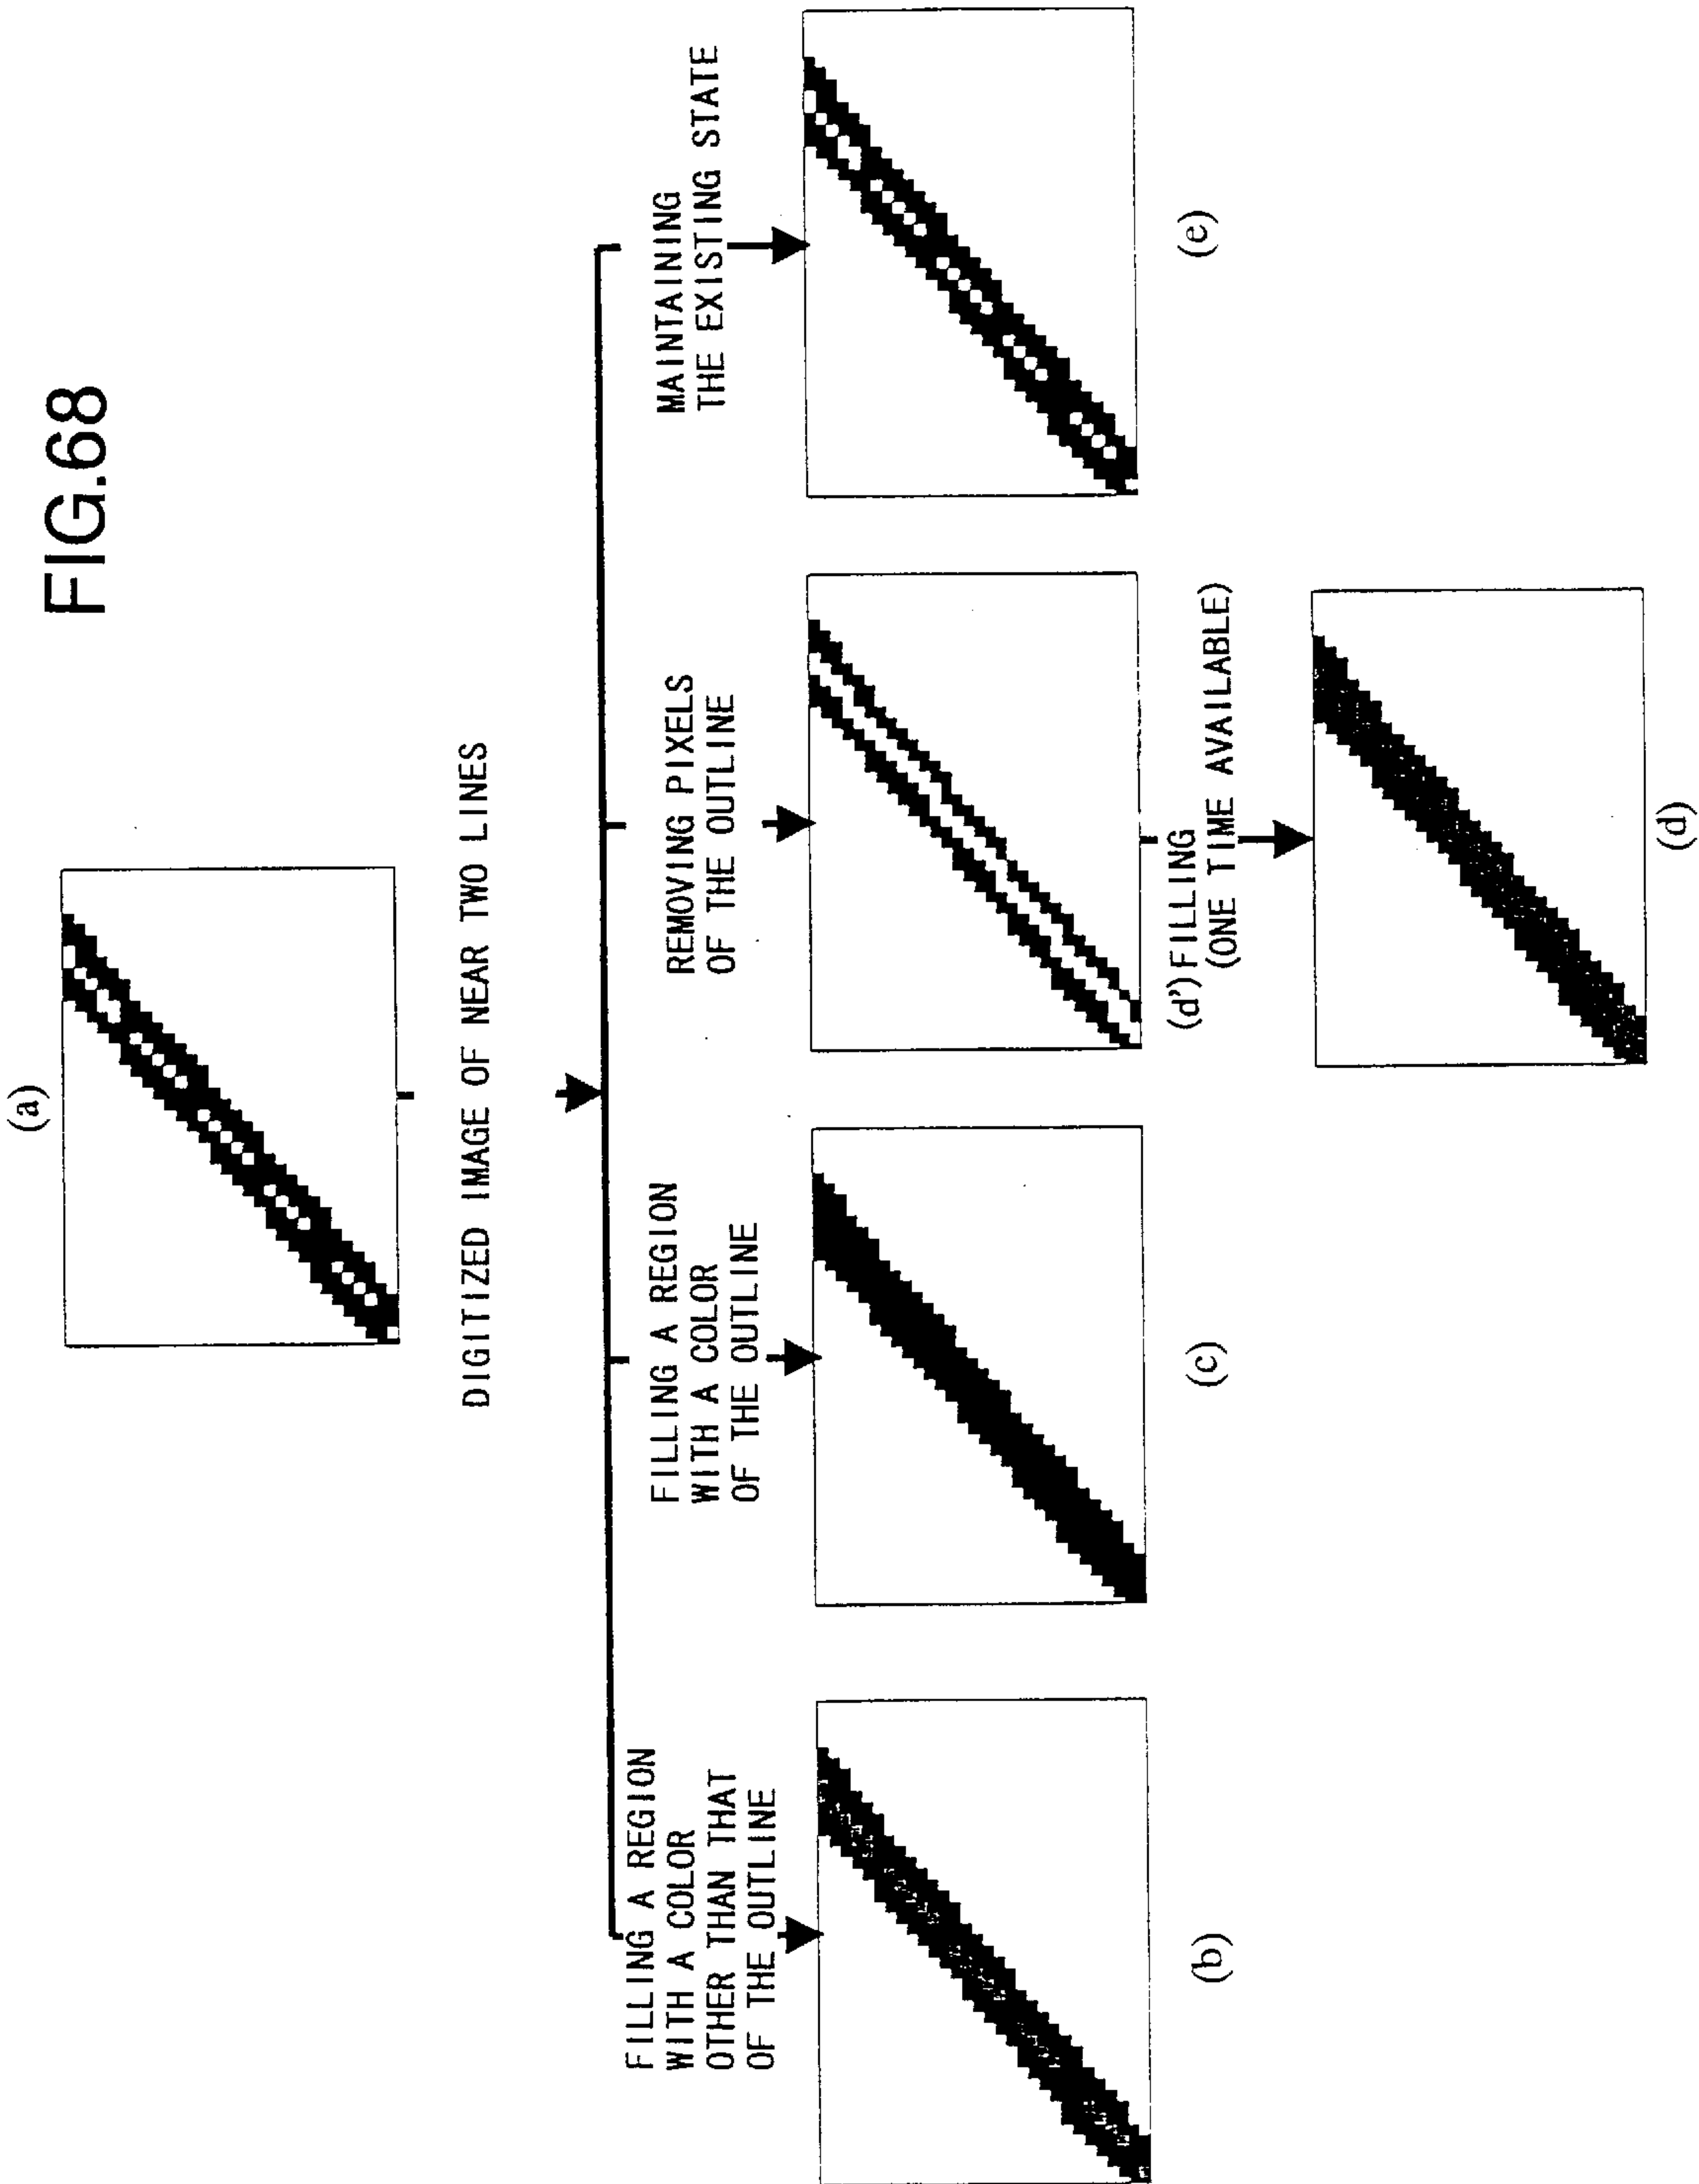 FIG.68
(a)
DIGITIZED IMAGE OF NEAR TWO LINES
FILLING A REGION
WITH A COLOR
OTHER THAN THAT
OF THE OUTLINE
(b)
FILLING A REGION
WITH A COLOR
OF THE OUTLINE
(c)
REMOVING PIXELS
OF THE OUTLINE
(d')FILLING
(ONE TIME AVAILABLE)
(d)
MAINTAINING
THE EXISTING STATE
(e)